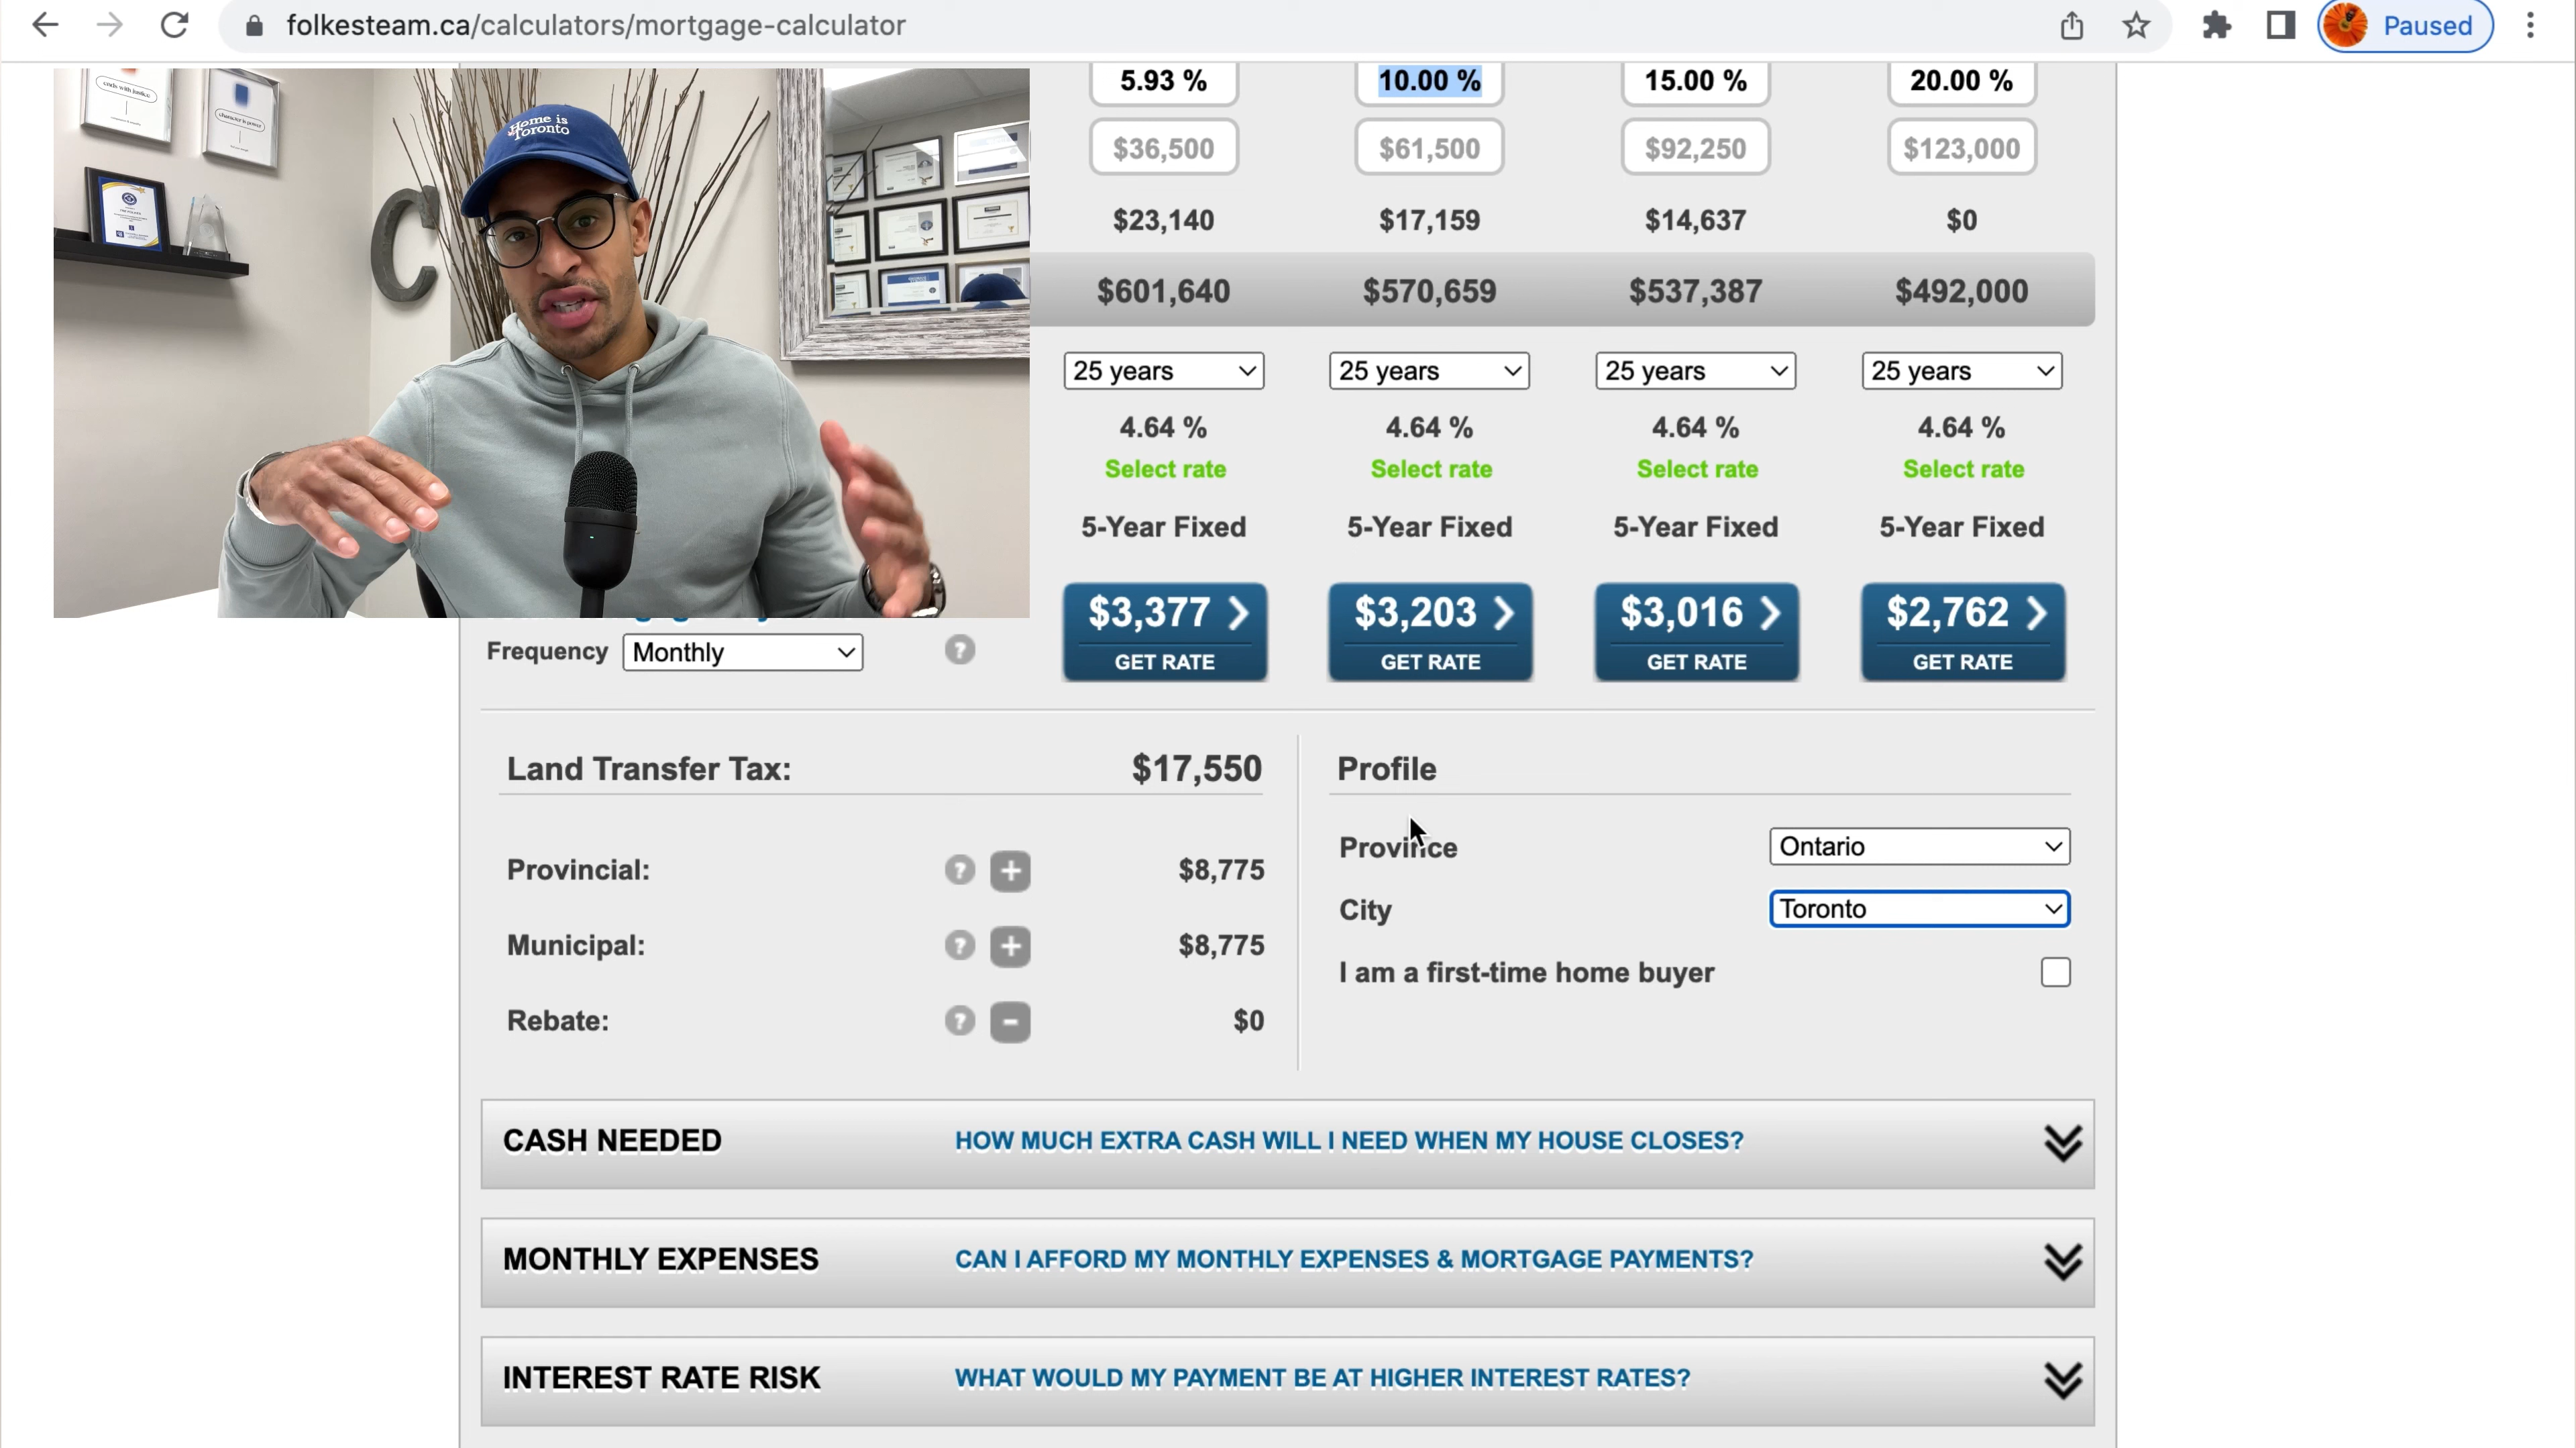 folkesteam.ca/calculators/mortgage-calculator
Paused
5.93 % 10.00 % 15.00 % 20.00 %
$36,500 $61,500 $92,250 $123,000
$23,140 $17,159 $14,637 $0
$601,640 $570,659 $537,387 $492,000
25 years 25 years 25 years 25 years
4.64 % 4.64 % 4.64 % 4.64 %
Select rate Select rate Select rate Select rate
5-Year Fixed 5-Year Fixed 5-Year Fixed 5-Year Fixed
$3,377 $3,203 $3,016 $2,762
GET RATE GET RATE GET RATE GET RATE
Home is
Toronto
C
Frequency Monthly ?
Land Transfer Tax: $17,550
Provincial: ? + $8,775
Municipal: ? + $8,775
Rebate: ? - $0
Profile
Province Ontario
City Toronto
I am a first-time home buyer
CASH NEEDED HOW MUCH EXTRA CASH WILL I NEED WHEN MY HOUSE CLOSES?
MONTHLY EXPENSES CAN I AFFORD MY MONTHLY EXPENSES & MORTGAGE PAYMENTS?
INTEREST RATE RISK WHAT WOULD MY PAYMENT BE AT HIGHER INTEREST RATES?